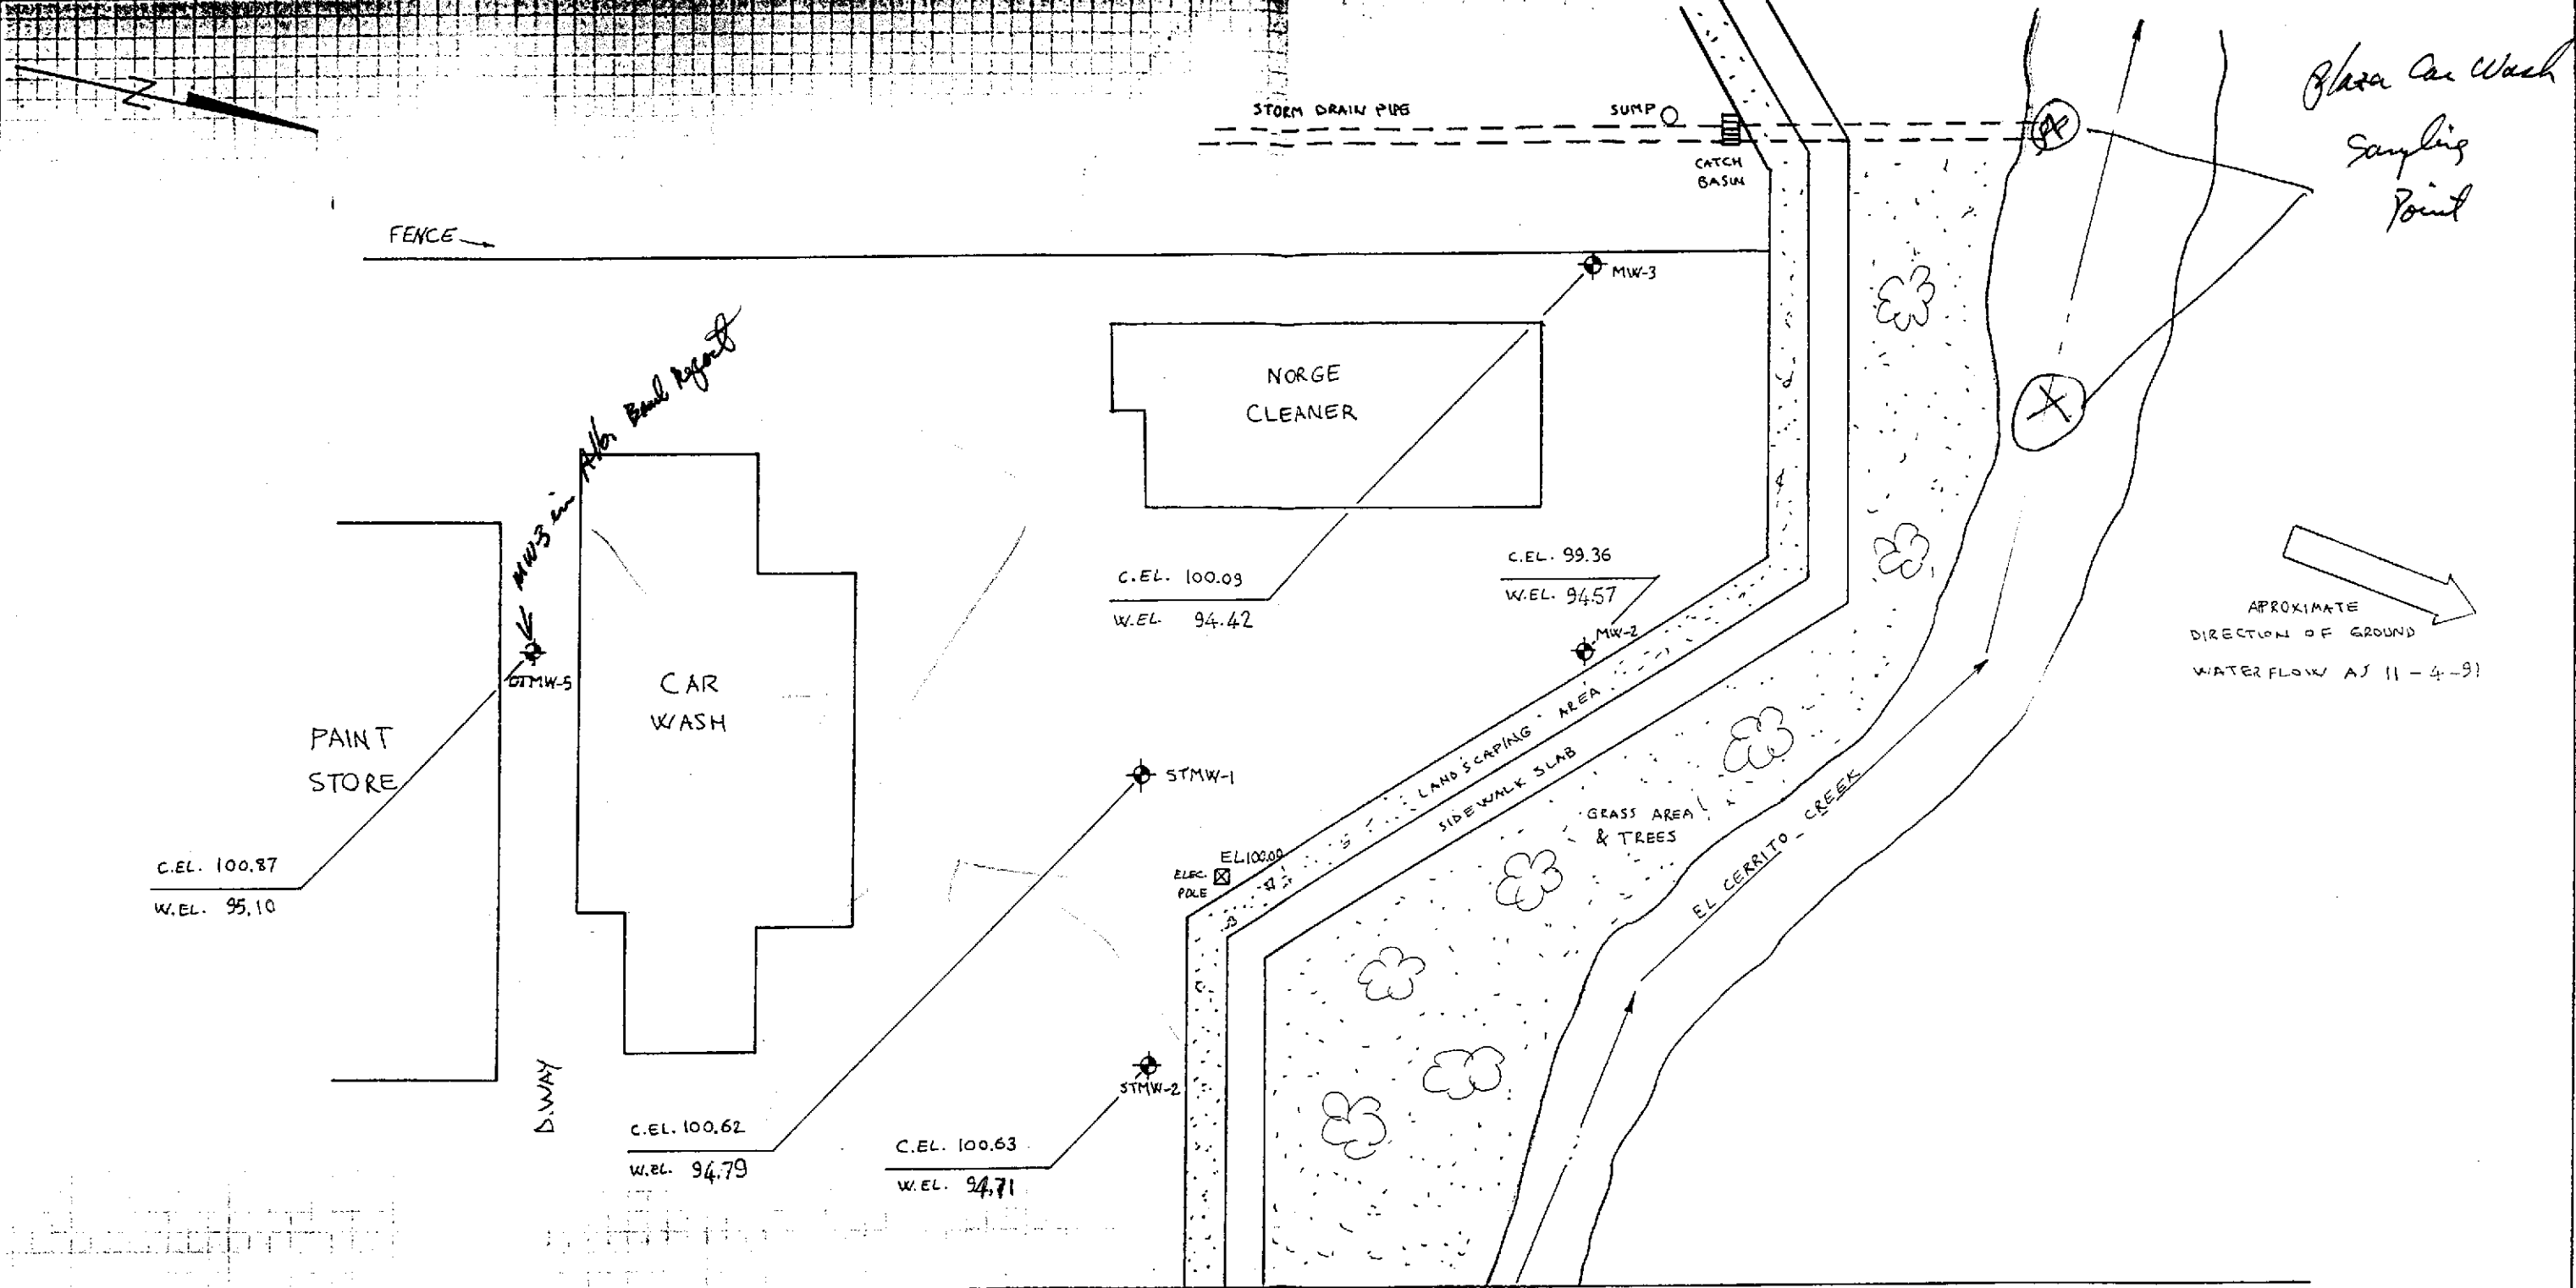 Plaza Car Wash
Sampling
Point
N
STORM DRAIN PIPE
SUMP
CATCH
BASIN
FENCE
MW-3
NORGE
CLEANER
MW3 in
C.EL. 100.09
W.EL. 94.42
C.EL. 99.36
W.EL. 94.57
MW-2
APROXIMATE
DIRECTION OF GROUND
WATER FLOW AS 11-4-91
STMW-5
CAR
WASH
PAINT
STORE
STMW-1
LANDSCAPING AREA
SIDEWALK SLAB
GRASS AREA
& TREES
EL CERRITO CREEK
EL.100.00
ELEC.
POLE
C.EL. 100.87
W.EL. 95.10
D.WAY
STMW-2
C.EL. 100.62
W.EL. 94.79
C.EL. 100.63
W.EL. 94.71